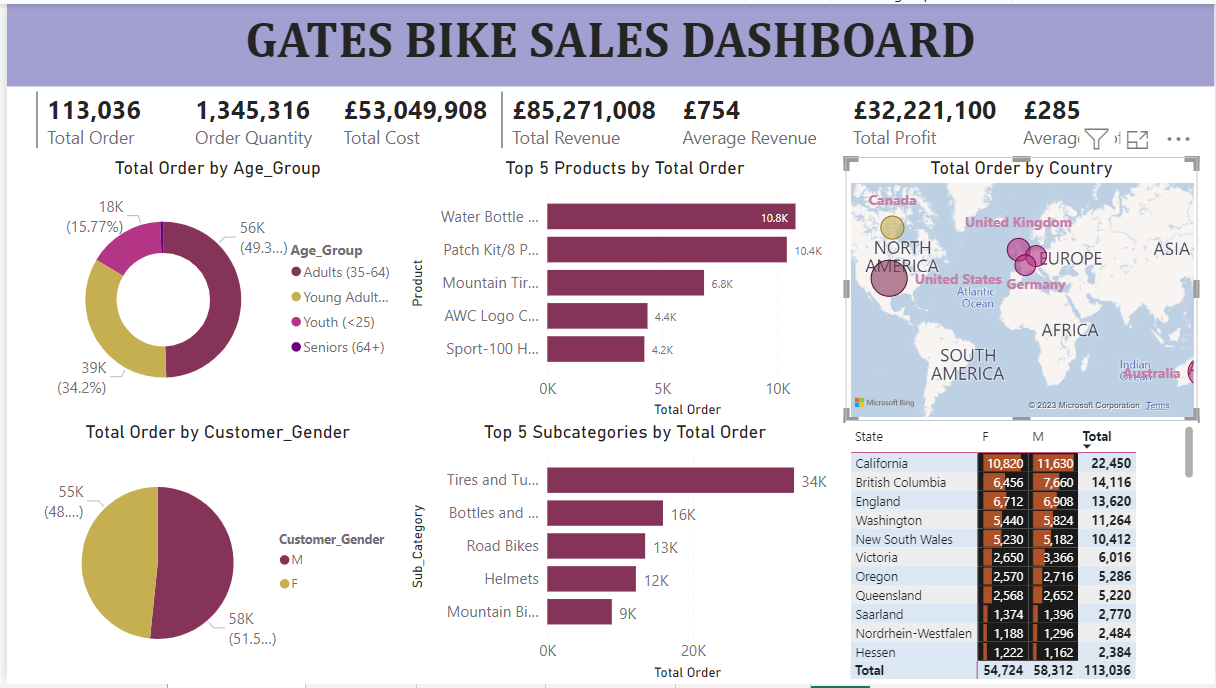 GATES BIKE SALES DASHBOARD
113,036
Total Order
1,345,316
Order Quantity
£53,049,908
Total Cost
£85,271,008
Total Revenue
£754
Average Revenue
£32,221,100
Total Profit
£285
Total Order by Age_Group
18K
(15.77%)
56K
(49.3...)
39K
(34.2%)
Age_Group
Adults (35-64)
Young Adult...
Youth (<25)
Seniors (64+)
Top 5 Products by Total Order
Product
Water Bottle ...
10.8K
Patch Kit/8 P...
10.4K
Mountain Tir...
6.8K
AWC Logo C...
4.4K
Sport-100 H...
4.2K
0K 5K 10K
Total Order
Total Order by Country
Canada
United Kingdom
NORTH
AMERICA
EUROPE
ASIA
United States
Germany
Atlantic
Ocean
AFRICA
SOUTH
AMERICA
Indian
Australia
Microsoft Bing
© 2023 Microsoft Corporation Terms
Total Order by Customer_Gender
55K
(48....)
58K
(51.5...)
Customer_Gender
M
F
Top 5 Subcategories by Total Order
Sub_Category
Tires and Tu...
34K
Bottles and ...
16K
Road Bikes
13K
Helmets
12K
Mountain Bi...
9K
0K 20K
Total Order
State F M Total
California 10,820 11,630 22,450
British Columbia 6,456 7,660 14,116
England 6,712 6,908 13,620
Washington 5,440 5,824 11,264
New South Wales 5,230 5,182 10,412
Victoria 2,650 3,366 6,016
Oregon 2,570 2,716 5,286
Queensland 2,568 2,652 5,220
Saarland 1,374 1,396 2,770
Nordrhein-Westfalen 1,188 1,296 2,484
Hessen 1,222 1,162 2,384
Total 54,724 58,312 113,036